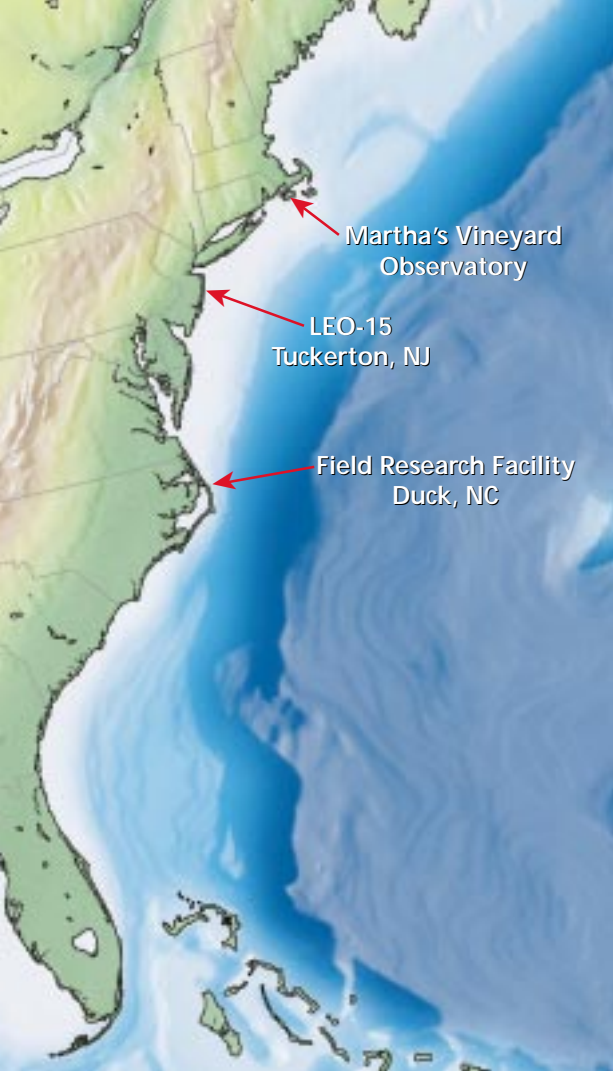 Martha's Vineyard
Observatory
LEO-15
Tuckerton, NJ
Field Research Facility
Duck, NC